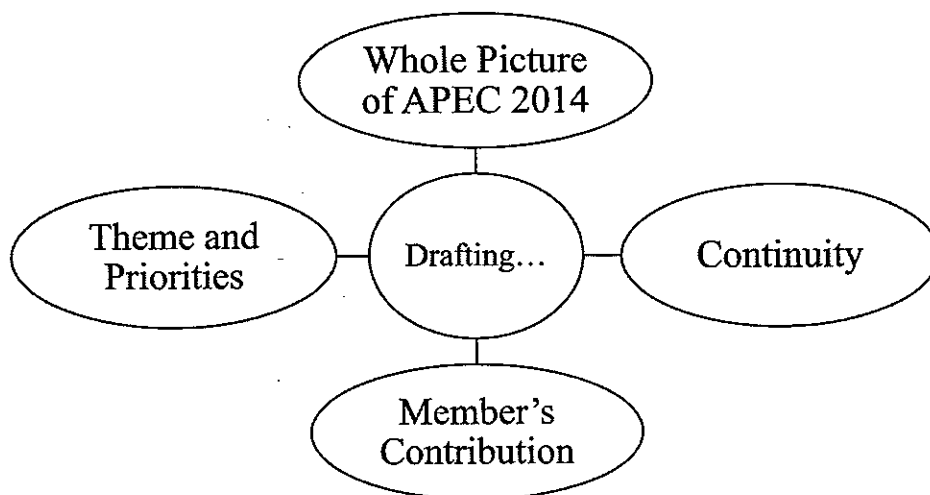 Whole Picture
of APEC 2014
Theme and
Priorities
Drafting...
Continuity
Member's
Contribution